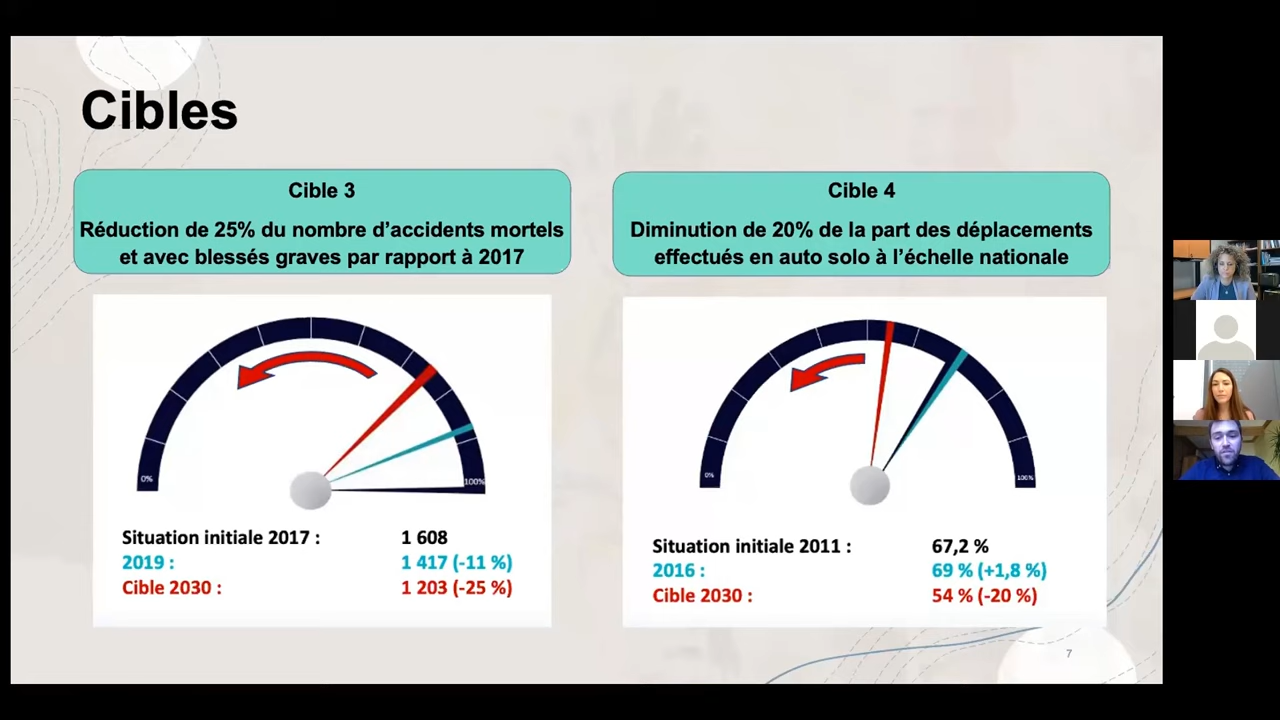 Cibles
Cible 3
Réduction de 25% du nombre d'accidents mortels
et avec blessés graves par rapport à 2017
0%
100%
Situation initiale 2017 : 1 608
2019 : 1 417 (-11 %)
Cible 2030 : 1 203 (-25 %)
Cible 4
Diminution de 20% de la part des déplacements
effectués en auto solo à l'échelle nationale
0%
100%
Situation initiale 2011 : 67,2 %
2016 : 69 % (+1,8 %)
Cible 2030 : 54 % (-20 %)
7